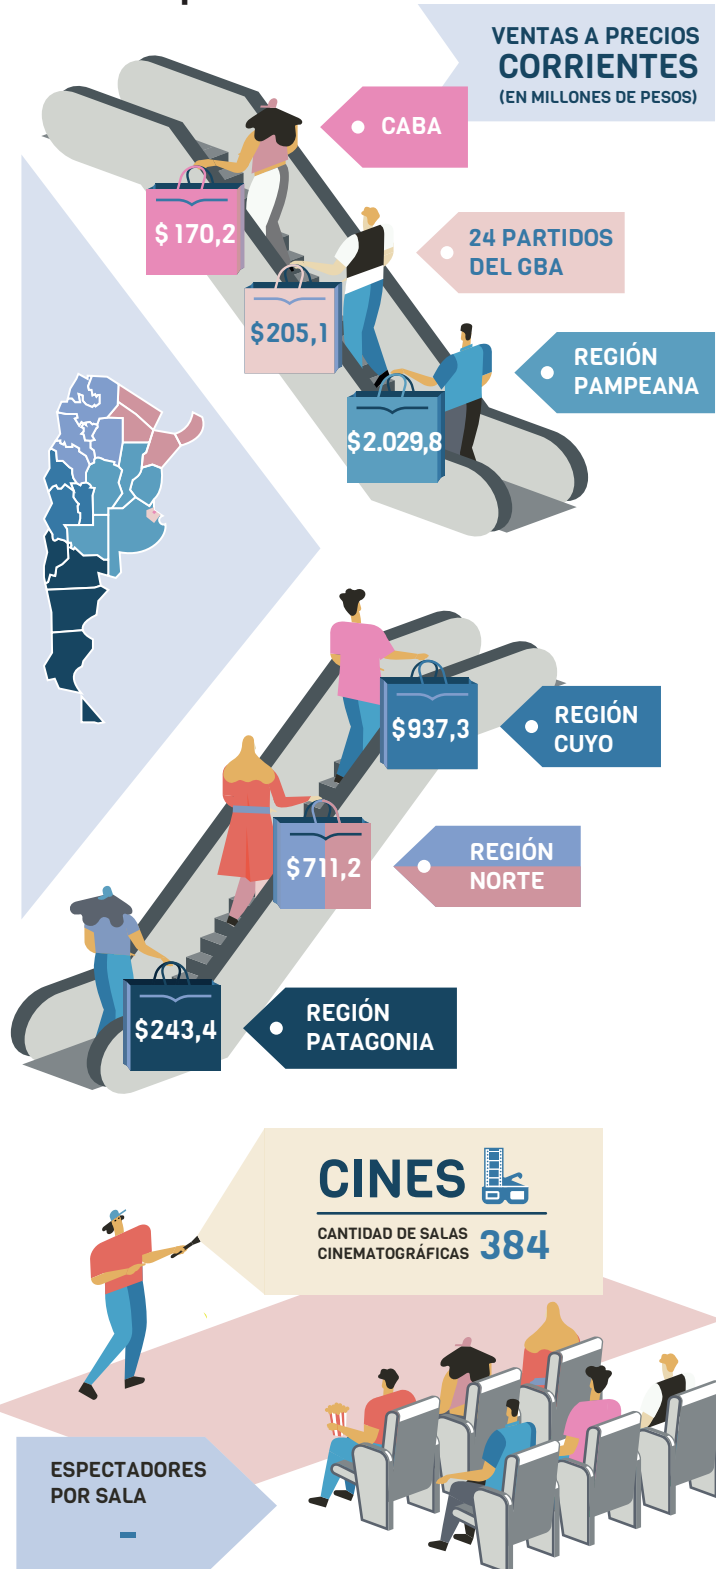 VENTAS A PRECIOS
CORRIENTES
(EN MILLONES DE PESOS)
CABA
$ 170,2
24 PARTIDOS
DEL GBA
$205,1
REGIÓN
PAMPEANA
$2.029,8
$937,3
REGIÓN
CUYO
$711,2
REGIÓN
NORTE
$243,4
REGIÓN
PATAGONIA
CINES
CANTIDAD DE SALAS
CINEMATOGRÁFICAS
384
ESPECTADORES
POR SALA
-